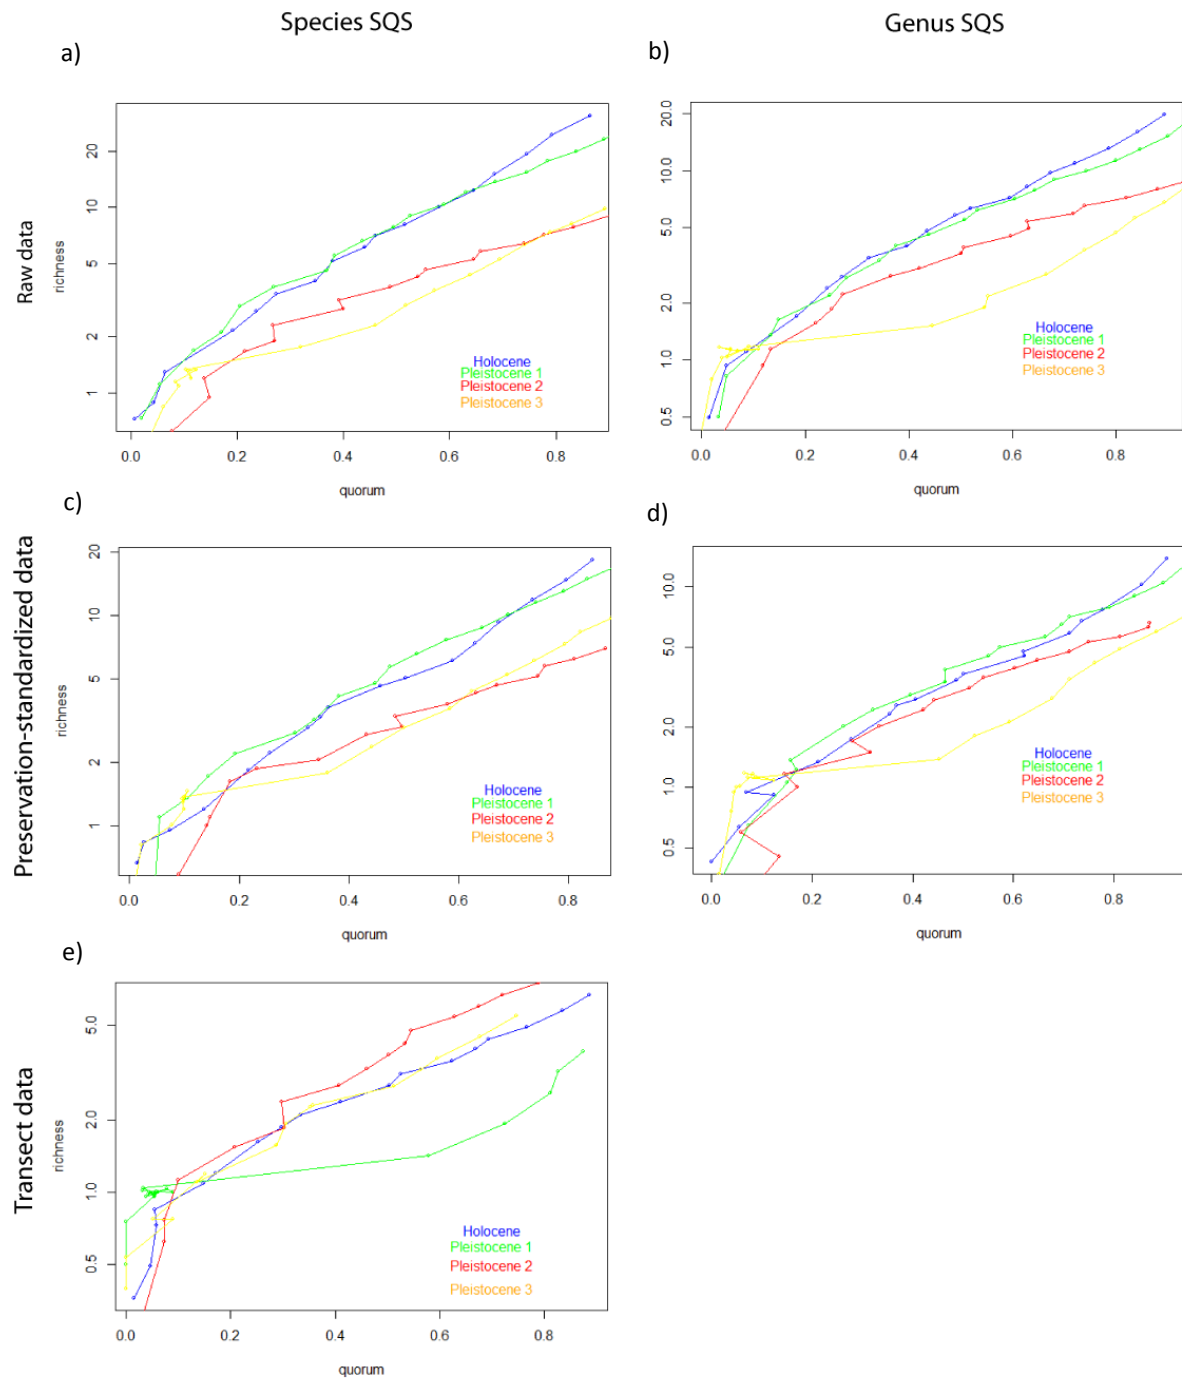 Species SQS
Genus SQS
a)
b)
Raw data
richness
20
10
5
2
1
Holocene
Pleistocene 1
Pleistocene 2
Pleistocene 3
0.0 0.2 0.4 0.6 0.8
quorum
20.0
10.0
5.0
2.0
1.0
0.5
Holocene
Pleistocene 1
Pleistocene 2
Pleistocene 3
0.0 0.2 0.4 0.6 0.8
quorum
c)
d)
Preservation-standardized data
richness
20
10
5
2
1
Holocene
Pleistocene 1
Pleistocene 2
Pleistocene 3
0.0 0.2 0.4 0.6 0.8
quorum
10.0
5.0
2.0
1.0
0.5
Holocene
Pleistocene 1
Pleistocene 2
Pleistocene 3
0.0 0.2 0.4 0.6 0.8
quorum
e)
Transect data
richness
5.0
2.0
1.0
0.5
Holocene
Pleistocene 1
Pleistocene 2
Pleistocene 3
0.0 0.2 0.4 0.6 0.8
quorum